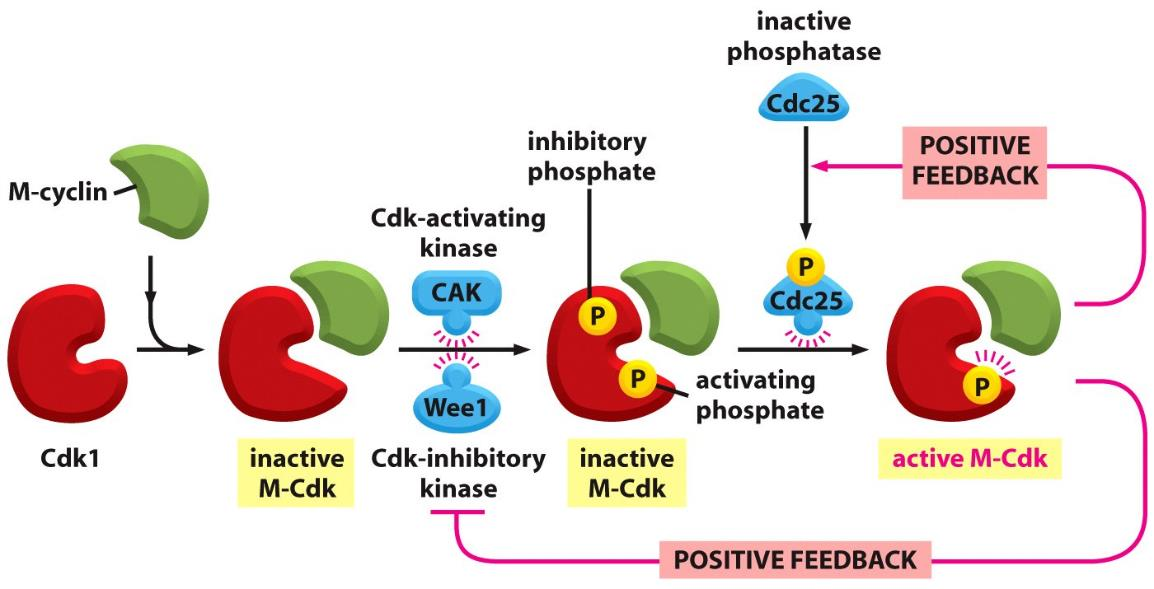 inactive
phosphatase
Cdc25
POSITIVE
FEEDBACK
inhibitory
phosphate
M-cyclin
Cdk-activating
kinase
CAK
P
Cdc25
P
P
P
Wee1
activating
phosphate
Cdk1
inactive
M-Cdk
Cdk-inhibitory
kinase
inactive
M-Cdk
active M-Cdk
POSITIVE FEEDBACK